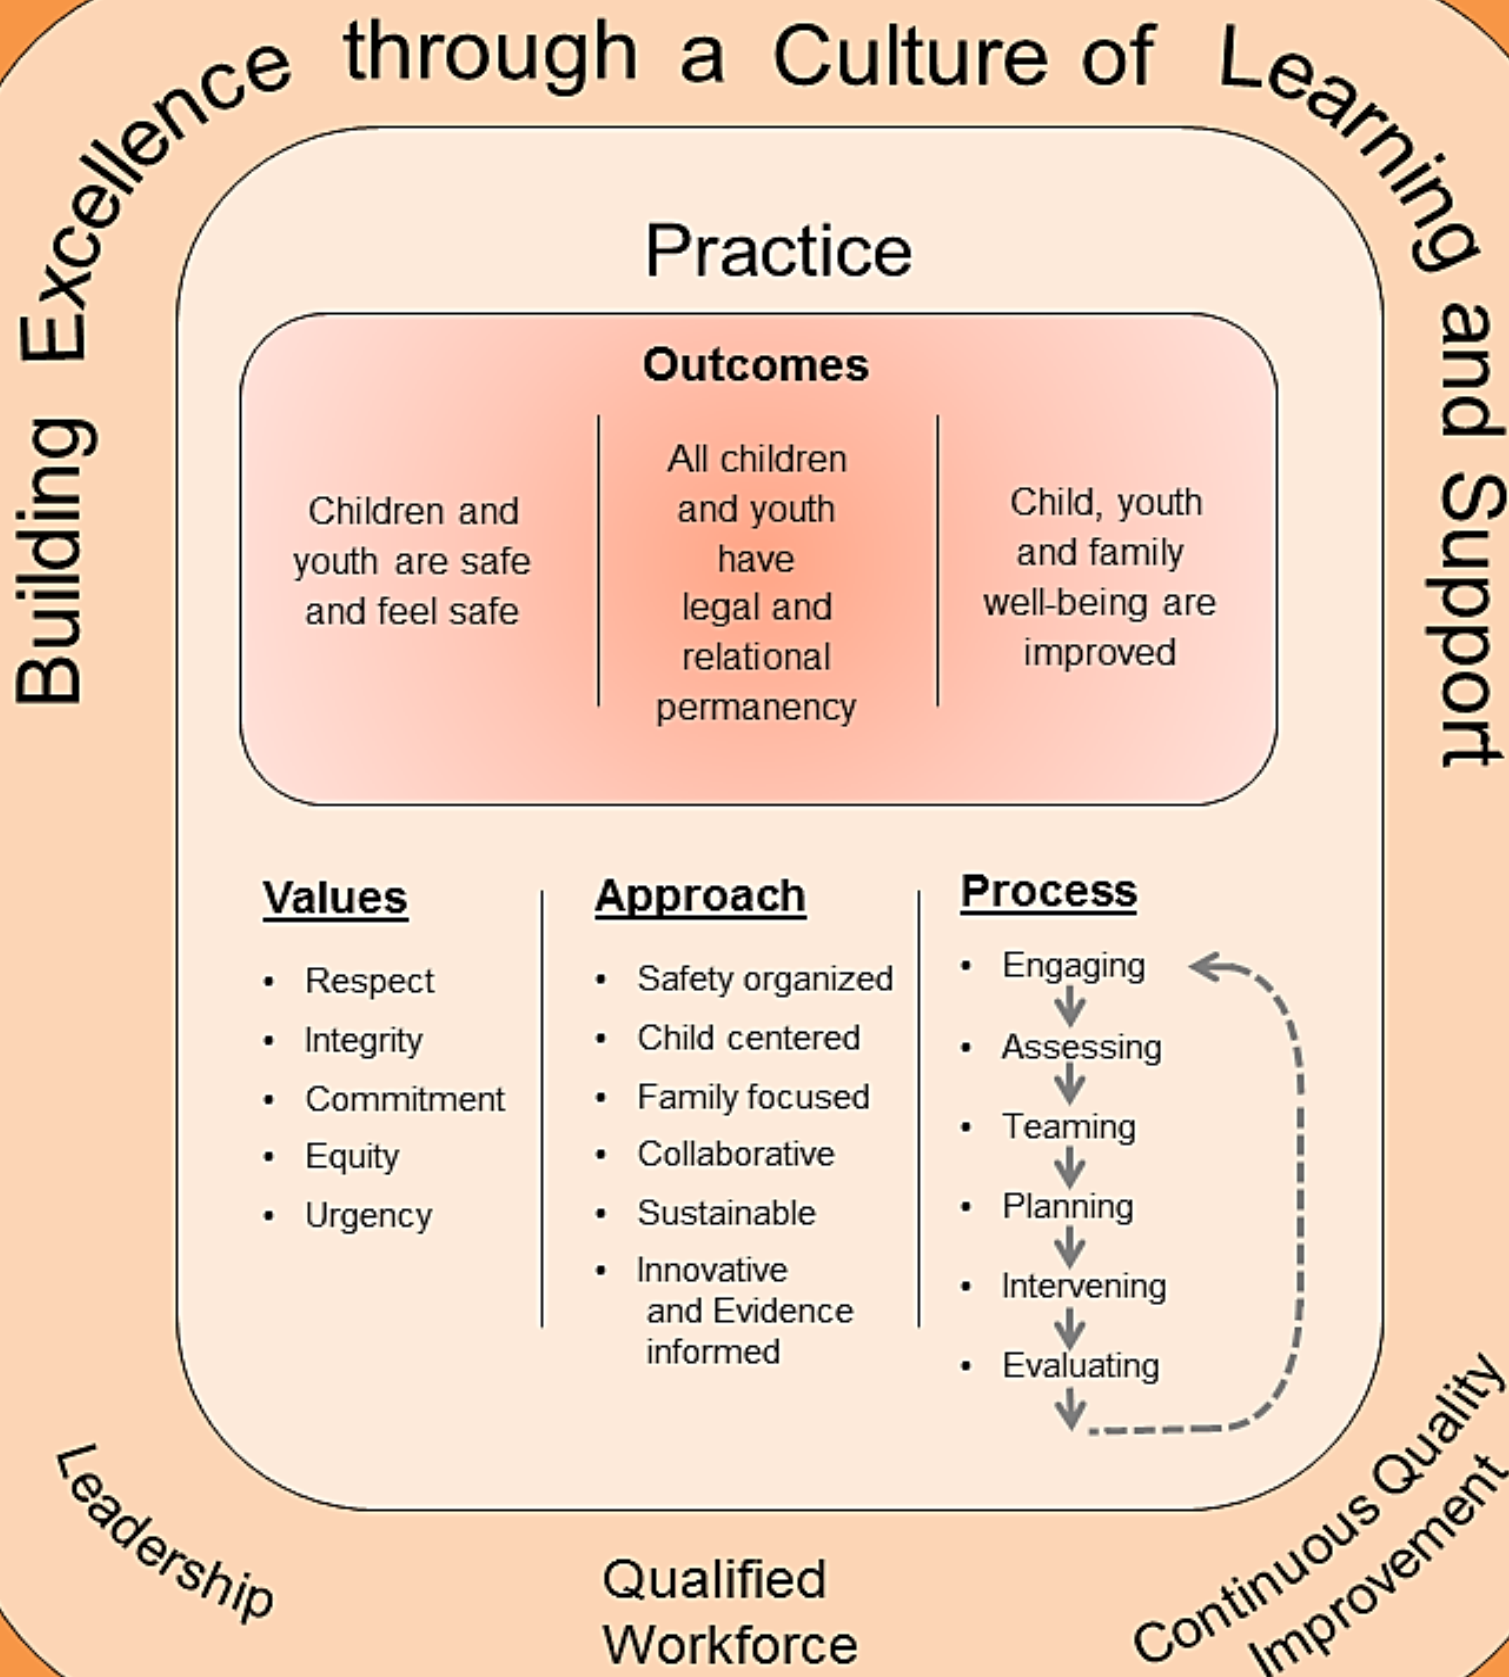 Building Excellence through a Culture of Learning and Support
Practice
Outcomes
Children and
youth are safe
and feel safe
All children
and youth
have
legal and
relational
permanency
Child, youth
and family
well-being are
improved
Values
• Respect
• Integrity
• Commitment
• Equity
• Urgency
Approach
• Safety organized
• Child centered
• Family focused
• Collaborative
• Sustainable
• Innovative
and Evidence
informed
Process
• Engaging
• Assessing
• Teaming
• Planning
• Intervening
• Evaluating
Leadership
Qualified
Workforce
Continuous Quality
Improvement